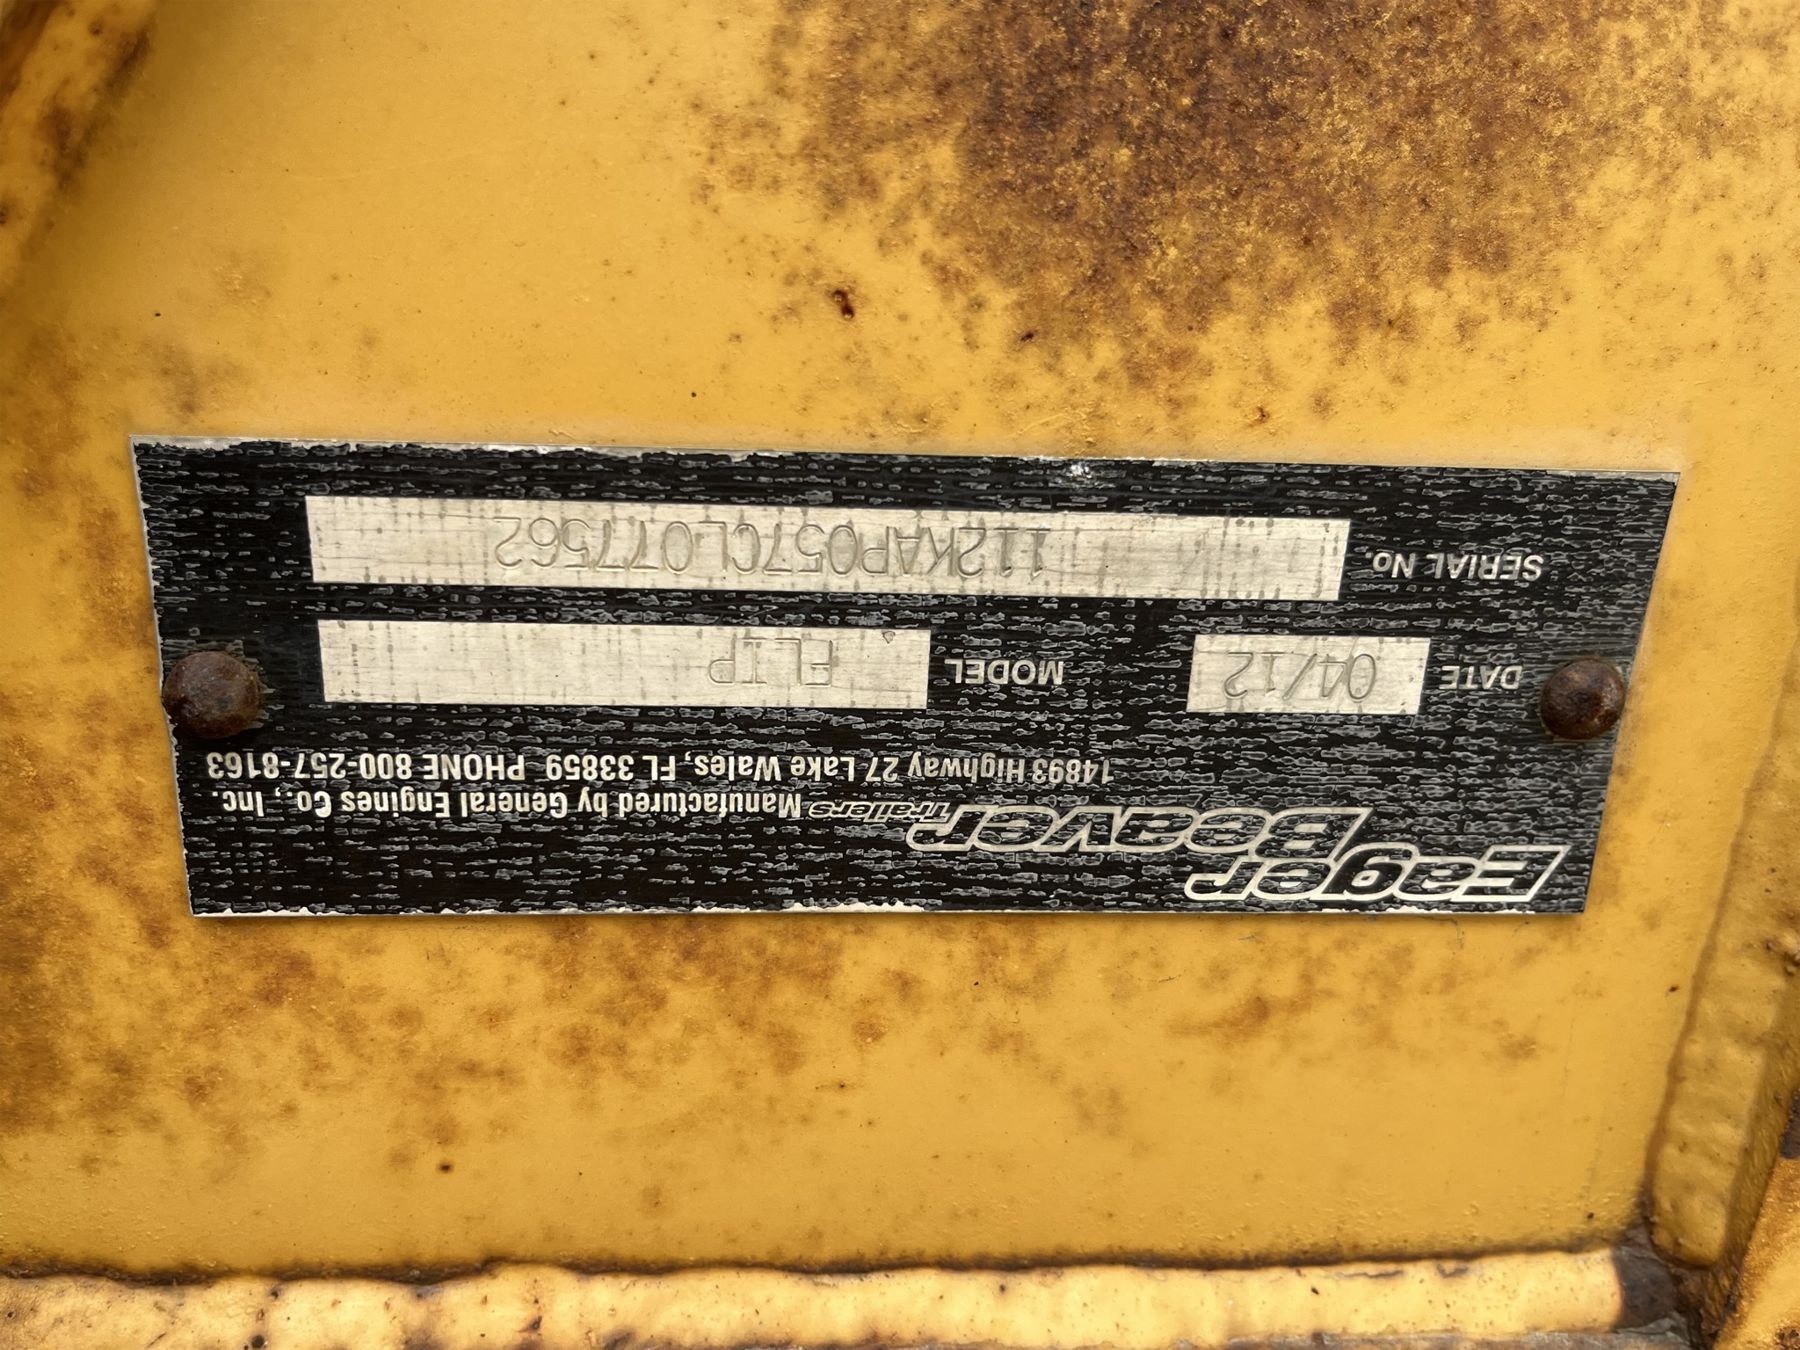 Eager
Beaver
Trailers
Manufactured by General Engines Co., Inc.
14893 Highway 27 Lake Wales, FL 33859 PHONE 800-257-8163
DATE 04/12 MODEL FLIP
SERIAL No. 112KAP057CL077562